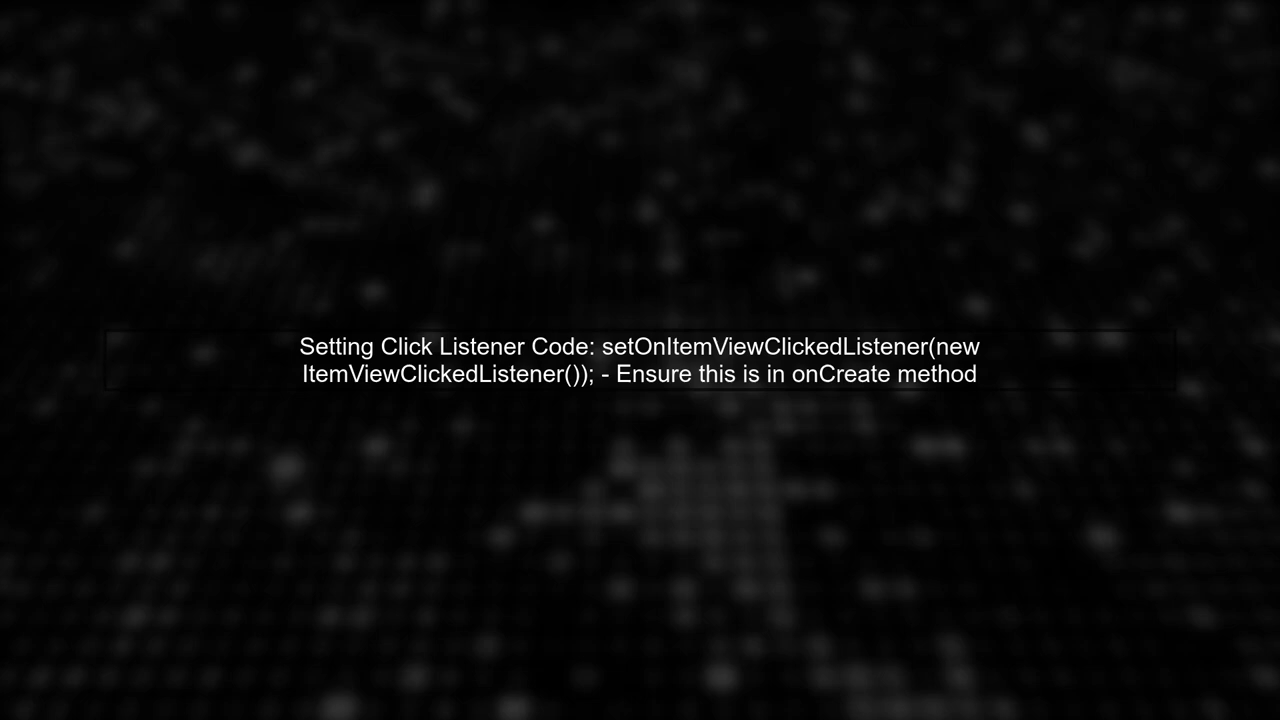 Setting Click Listener Code: setOnItemViewClickedListener(new
ItemViewClickedListener()); - Ensure this is in onCreate method